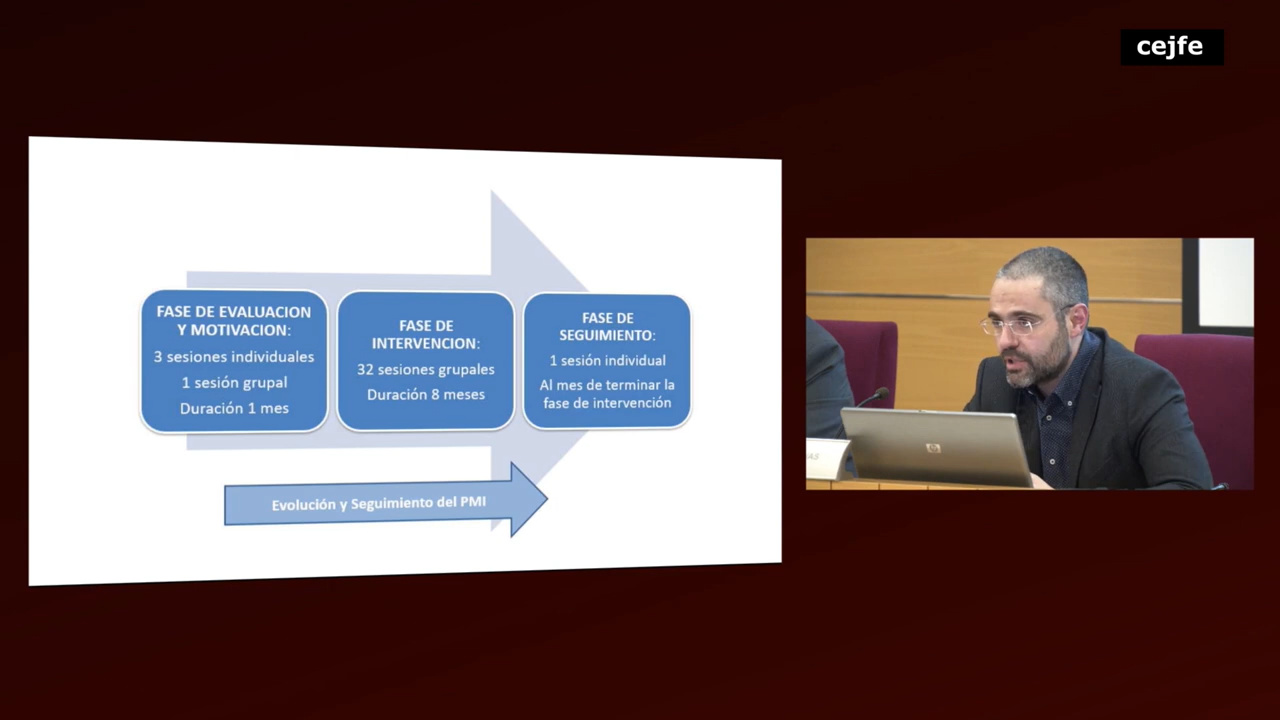 cejfe
FASE DE EVALUACION
Y MOTIVACION:
3 sesiones individuales
1 sesión grupal
Duración 1 mes
FASE DE
INTERVENCION:
32 sesiones grupales
Duración 8 meses
FASE DE
SEGUIMIENTO:
1 sesión individual
Al mes de terminar la
fase de intervención
Evolución y Seguimiento del PMI
hp